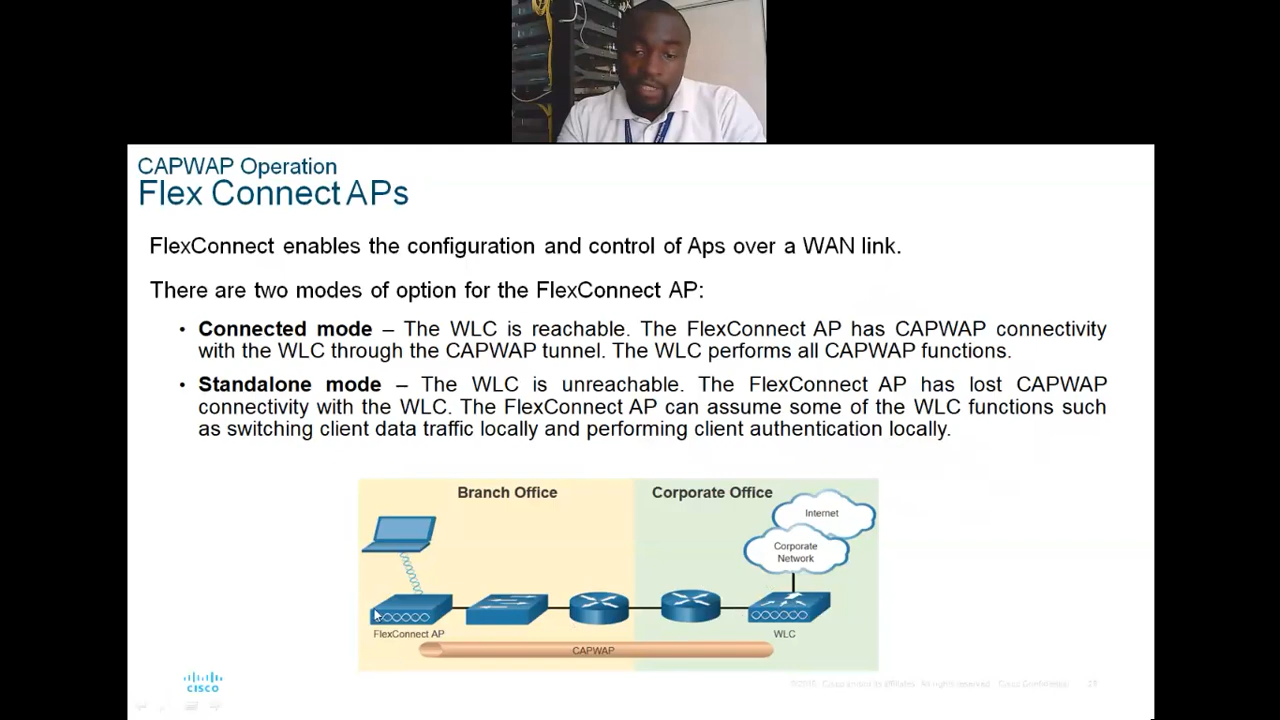 CAPWAP Operation
Flex Connect APs
FlexConnect enables the configuration and control of Aps over a WAN link.
There are two modes of option for the FlexConnect AP:
• Connected mode – The WLC is reachable. The FlexConnect AP has CAPWAP connectivity
with the WLC through the CAPWAP tunnel. The WLC performs all CAPWAP functions.
• Standalone mode – The WLC is unreachable. The FlexConnect AP has lost CAPWAP
connectivity with the WLC. The FlexConnect AP can assume some of the WLC functions such
as switching client data traffic locally and performing client authentication locally.
Branch Office
Corporate Office
Internet
Corporate
Network
FlexConnect AP
WLC
CAPWAP
CISCO
All rights reserved. Cisco Confidential